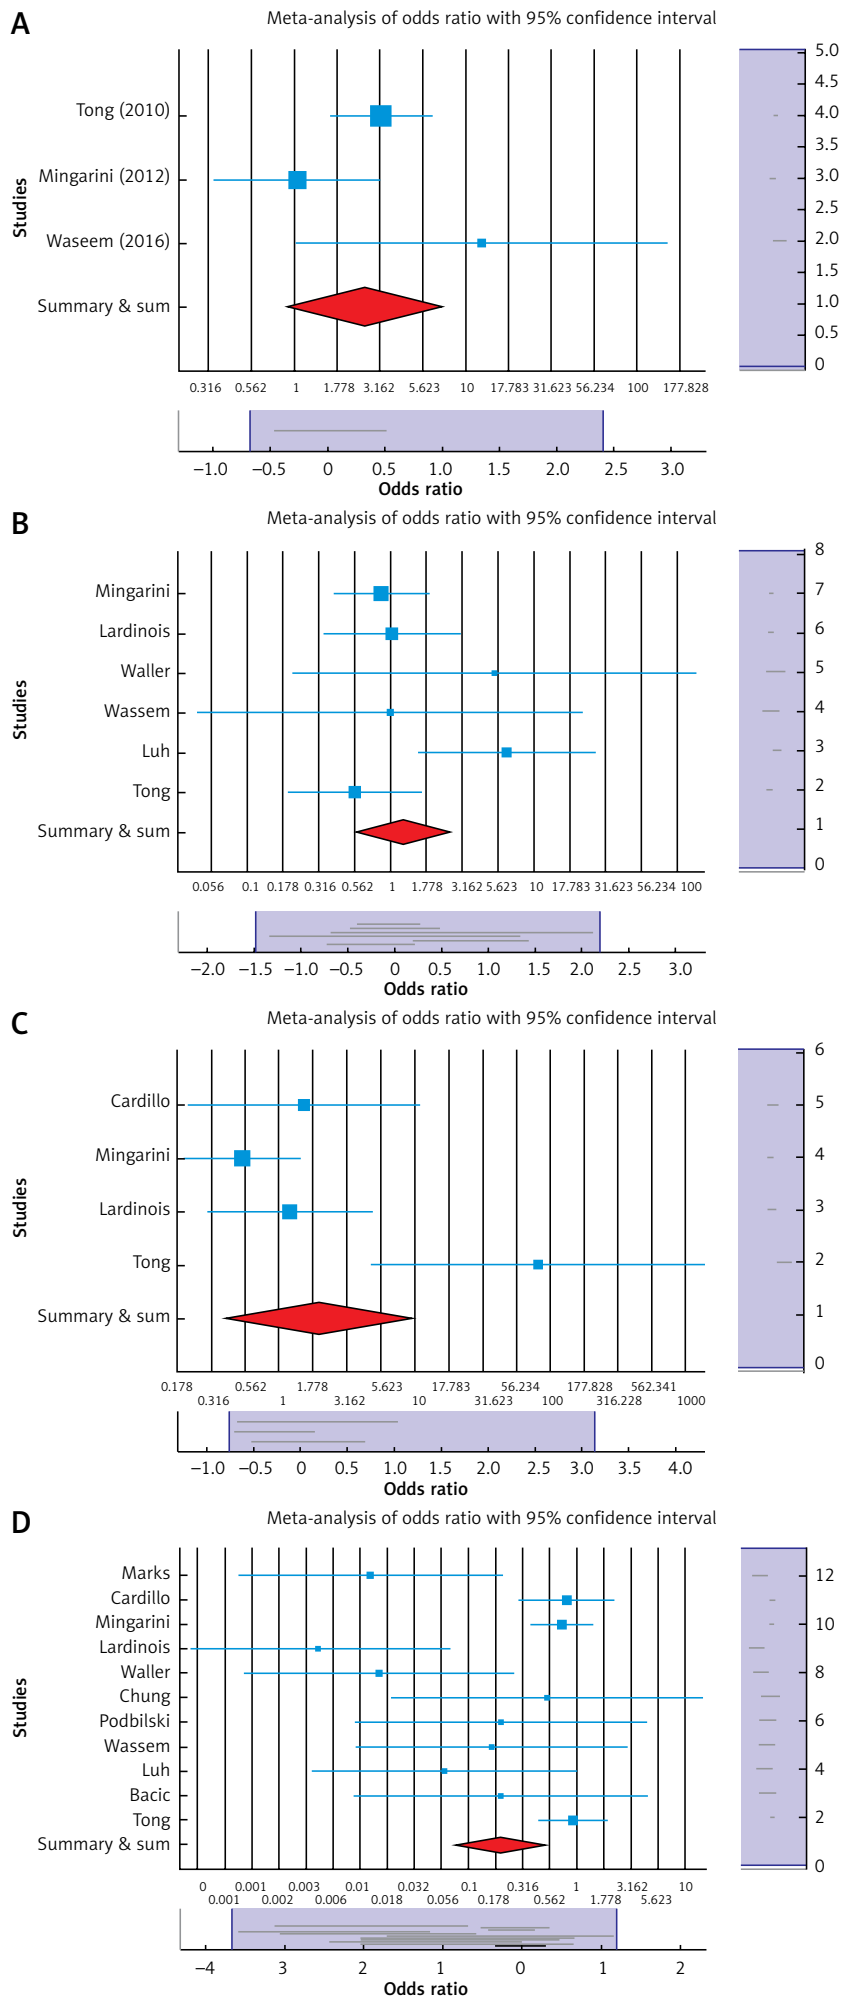 A
Meta-analysis of odds ratio with 95% confidence interval
Studies
Tong (2010)
Mingarini (2012)
Waseem (2016)
Summary & sum
0.316 0.562 1 1.778 3.162 5.623 10 17.783 31.623 56.234 100 177.828
5.0
4.5
4.0
3.5
3.0
2.5
2.0
1.5
1.0
0.5
0
−1.0 −0.5 0 0.5 1.0 1.5 2.0 2.5 3.0
Odds ratio
B
Meta-analysis of odds ratio with 95% confidence interval
Studies
Mingarini
Lardinois
Waller
Wassem
Luh
Tong
Summary & sum
0.056 0.1 0.178 0.316 0.562 1 1.778 3.162 5.623 10 17.783 31.623 56.234 100
8
7
6
5
4
3
2
1
0
−2.0 −1.5 −1.0 −0.5 0 0.5 1.0 1.5 2.0 2.5 3.0
Odds ratio
C
Meta-analysis of odds ratio with 95% confidence interval
Studies
Cardillo
Mingarini
Lardinois
Tong
Summary & sum
0.178 0.562 1.778 5.623 17.783 56.234 177.828 562.341
0.316 1 3.162 10 31.623 100 316.228 1000
6
5
4
3
2
1
0
−1.0 −0.5 0 0.5 1.0 1.5 2.0 2.5 3.0 3.5 4.0
Odds ratio
D
Meta-analysis of odds ratio with 95% confidence interval
Studies
Marks
Cardillo
Mingarini
Lardinois
Waller
Chung
Podbilski
Wassem
Luh
Bacic
Tong
Summary & sum
0 0.001 0.003 0.01 0.032 0.1 0.316 1 3.162 10
0.001 0.002 0.006 0.018 0.056 0.178 0.562 1.778 5.623
12
10
8
6
4
2
0
−4 3 2 1 0 1 2
Odds ratio